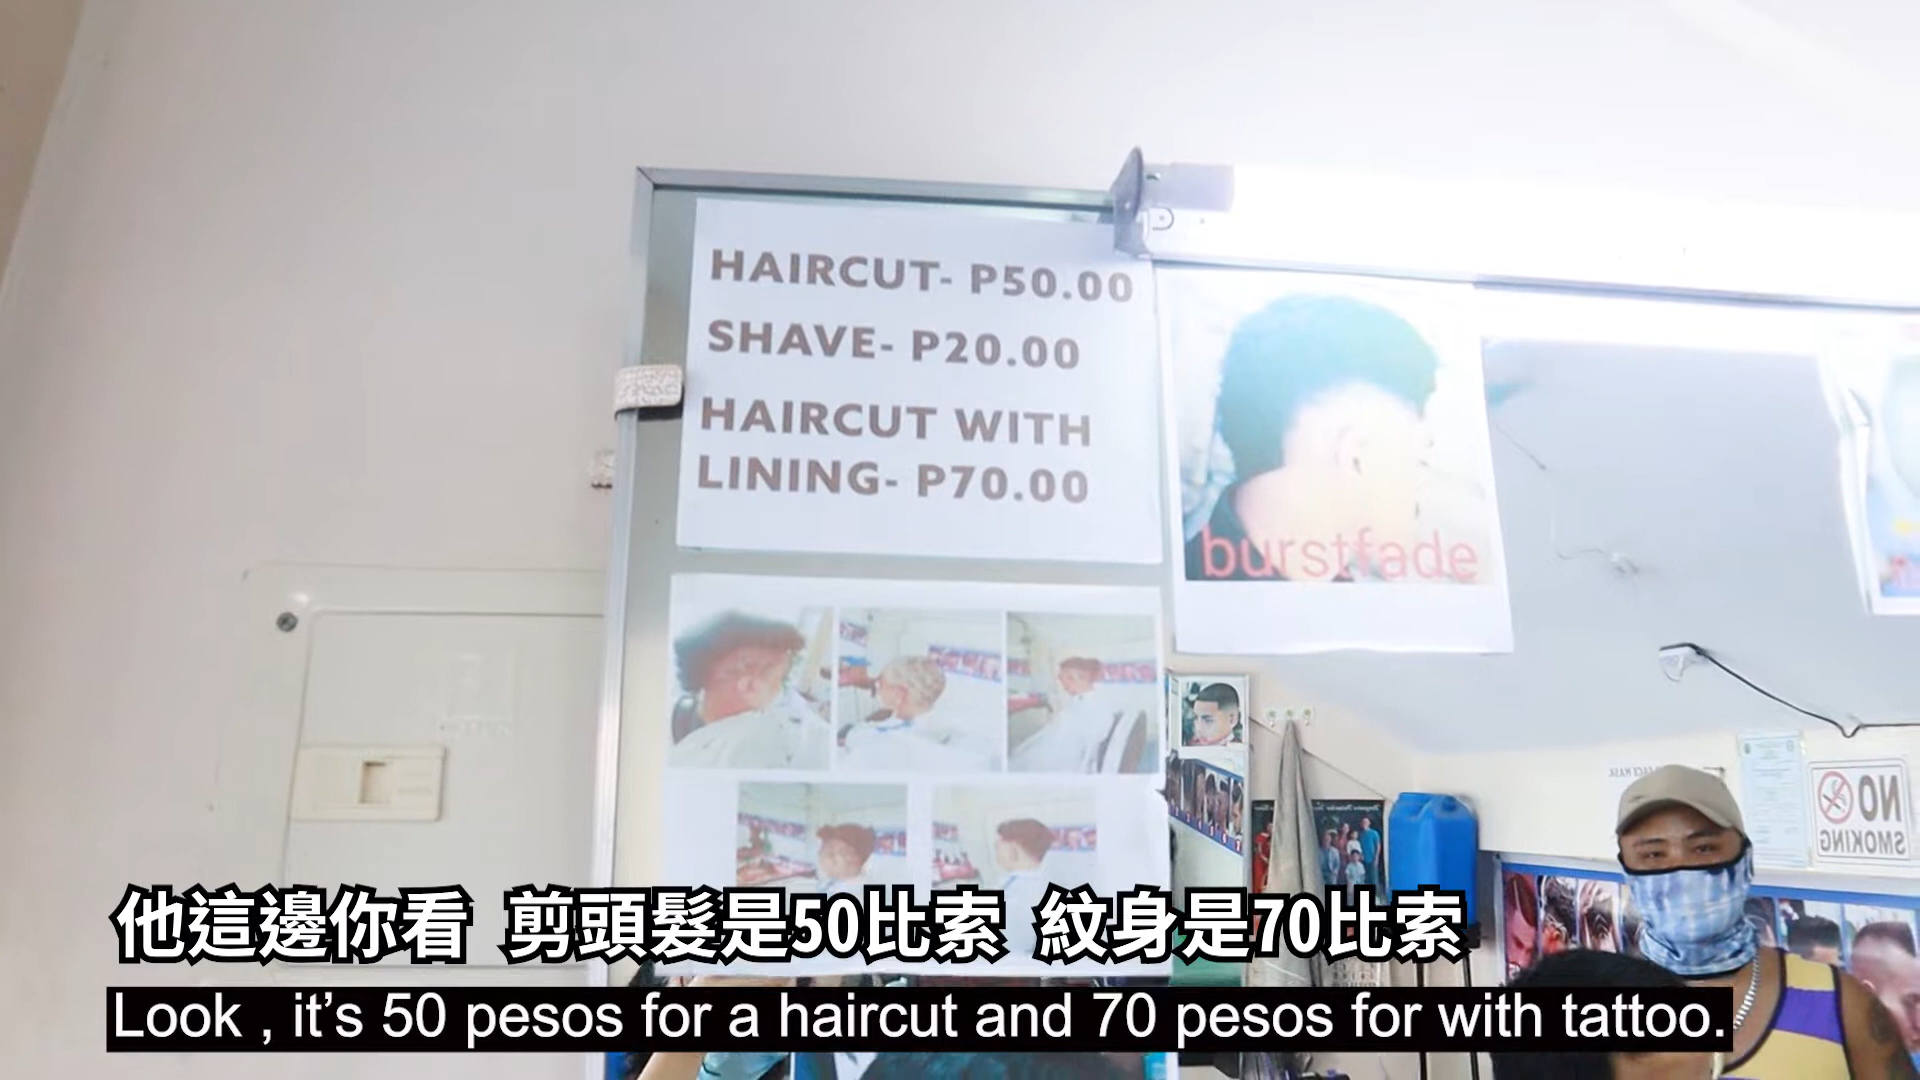 HAIRCUT- P50.00
SHAVE- P20.00
HAIRCUT WITH
LINING- P70.00
burstfade
NO
SMOKING
他這邊你看 剪頭髮是50比索 紋身是70比索
Look , it’s 50 pesos for a haircut and 70 pesos for with tattoo.